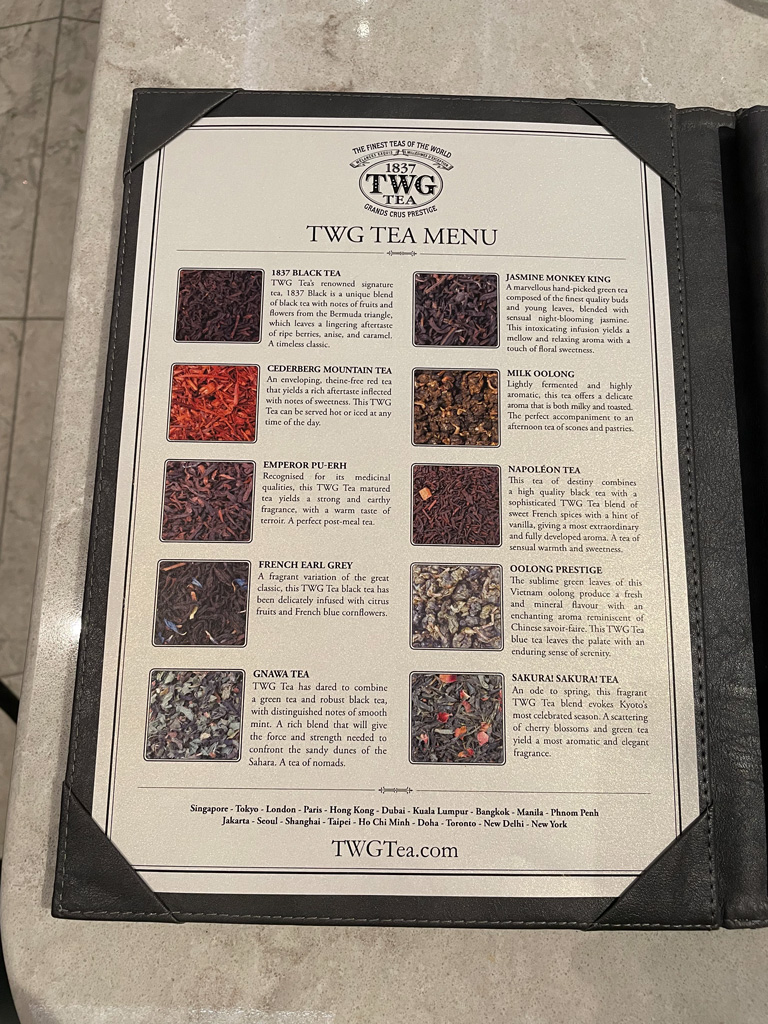 THE FINEST TEAS OF THE WORLD
1837
TWG
TEA
GRANDS CRUS PRESTIGE
TWG TEA MENU
1837 BLACK TEA
TWG Tea's renowned signature
tea, 1837 Black is a unique blend
of black tea with notes of fruits and
flowers from the Bermuda triangle,
which leaves a lingering aftertaste
of ripe berries, anise, and caramel.
A timeless classic.
CEDERBERG MOUNTAIN TEA
An enveloping, theine-free red tea
that yields a rich aftertaste inflected
with notes of sweetness. This TWG
Tea can be served hot or iced at any
time of the day.
EMPEROR PU-ERH
Recognised for its medicinal
qualities, this TWG Tea matured
tea yields a strong and earthy
fragrance, with a warm taste of
terroir. A perfect post-meal tea.
FRENCH EARL GREY
A fragrant variation of the great
classic, this TWG Tea black tea has
been delicately infused with citrus
fruits and French blue cornflowers.
GNAWA TEA
TWG Tea has dared to combine
a green tea and robust black tea,
with distinguished notes of smooth
mint. A rich blend that will give
the force and strength needed to
confront the sandy dunes of the
Sahara. A tea of nomads.
JASMINE MONKEY KING
A marvellous hand-picked green tea
composed of the finest quality buds
and young leaves, blended with
sensual night-blooming jasmine.
This intoxicating infusion yields a
mellow and relaxing aroma with a
touch of floral sweetness.
MILK OOLONG
Lightly fermented and highly
aromatic, this tea offers a delicate
aroma that is both milky and toasted.
The perfect accompaniment to an
afternoon tea of scones and pastries.
NAPOLÉON TEA
This tea of destiny combines
a high quality black tea with a
sophisticated TWG Tea blend of
sweet French spices with a hint of
vanilla, giving a most extraordinary
and fully developed aroma. A tea of
sensual warmth and sweetness.
OOLONG PRESTIGE
The sublime green leaves of this
Vietnam oolong produce a fresh
and mineral flavour with an
enchanting aroma reminiscent of
Chinese savoir-faire. This TWG Tea
blue tea leaves the palate with an
enduring sense of serenity.
SAKURA! SAKURA! TEA
An ode to spring, this fragrant
TWG Tea blend evokes Kyoto's
most celebrated season. A scattering
of cherry blossoms and green tea
yield a most aromatic and elegant
fragrance.
Singapore - Tokyo - London - Paris - Hong Kong - Dubai - Kuala Lumpur - Bangkok - Manila - Phnom Penh
Jakarta - Seoul - Shanghai - Taipei - Ho Chi Minh - Doha - Toronto - New Delhi - New York
TWGTea.com